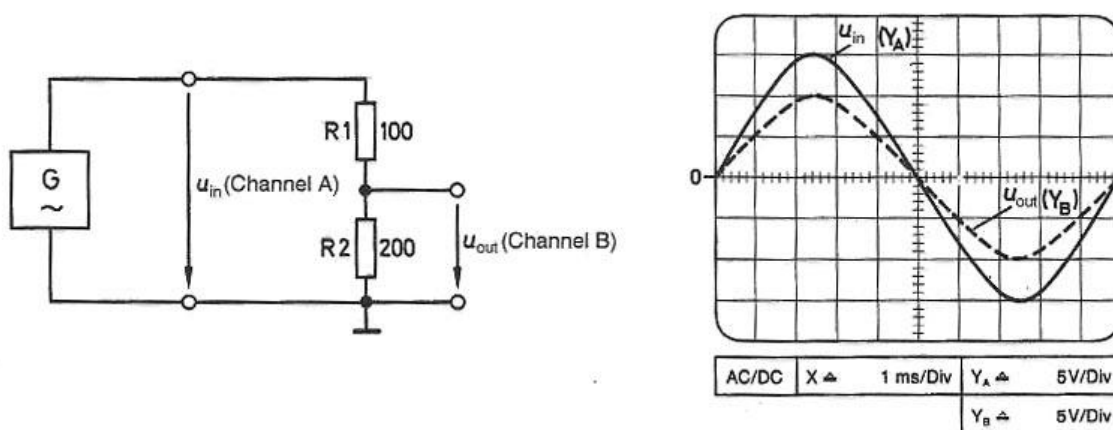 G
~
u_in (Channel A)
R1 100
R2 200
u_out (Channel B)
u_in (Y_A)
0
u_out (Y_B)
AC/DC X ≙ 1 ms/Div Y_A ≙ 5V/Div
Y_B ≙ 5V/Div